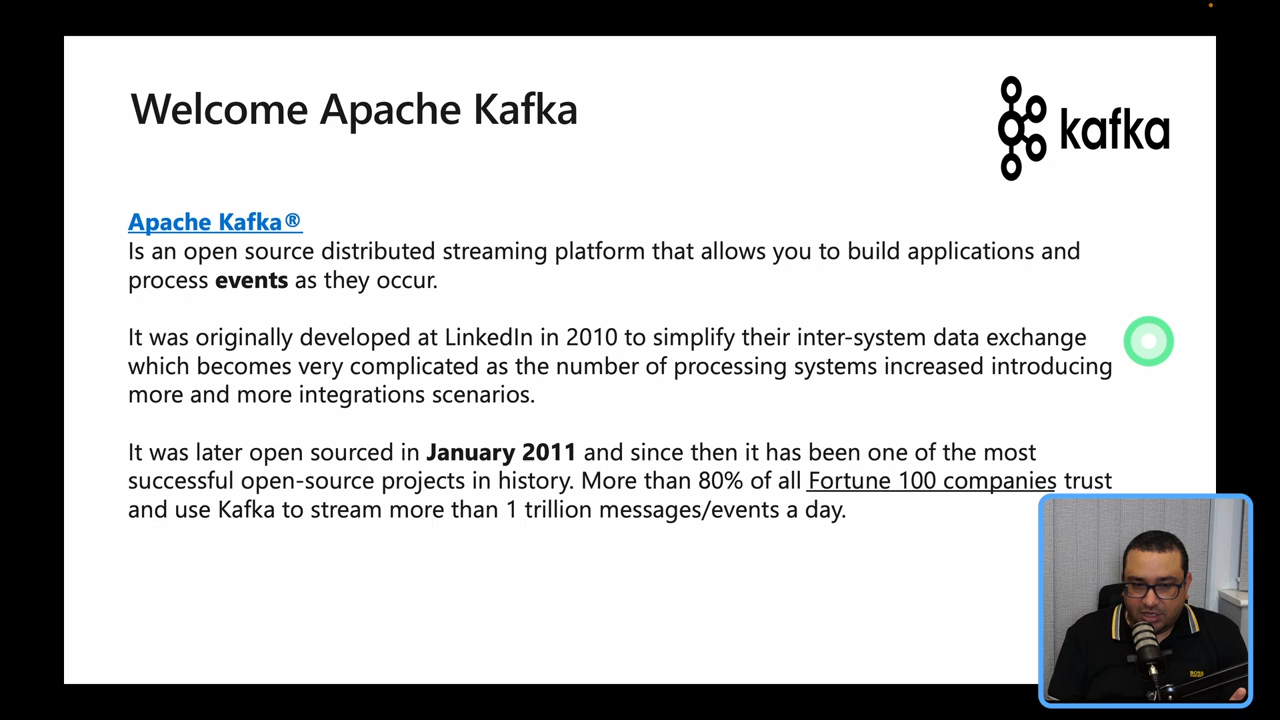 Welcome Apache Kafka
kafka
Apache Kafka®
Is an open source distributed streaming platform that allows you to build applications and
process events as they occur.
It was originally developed at LinkedIn in 2010 to simplify their inter-system data exchange
which becomes very complicated as the number of processing systems increased introducing
more and more integrations scenarios.
It was later open sourced in January 2011 and since then it has been one of the most
successful open-source projects in history. More than 80% of all Fortune 100 companies trust
and use Kafka to stream more than 1 trillion messages/events a day.
BOSS